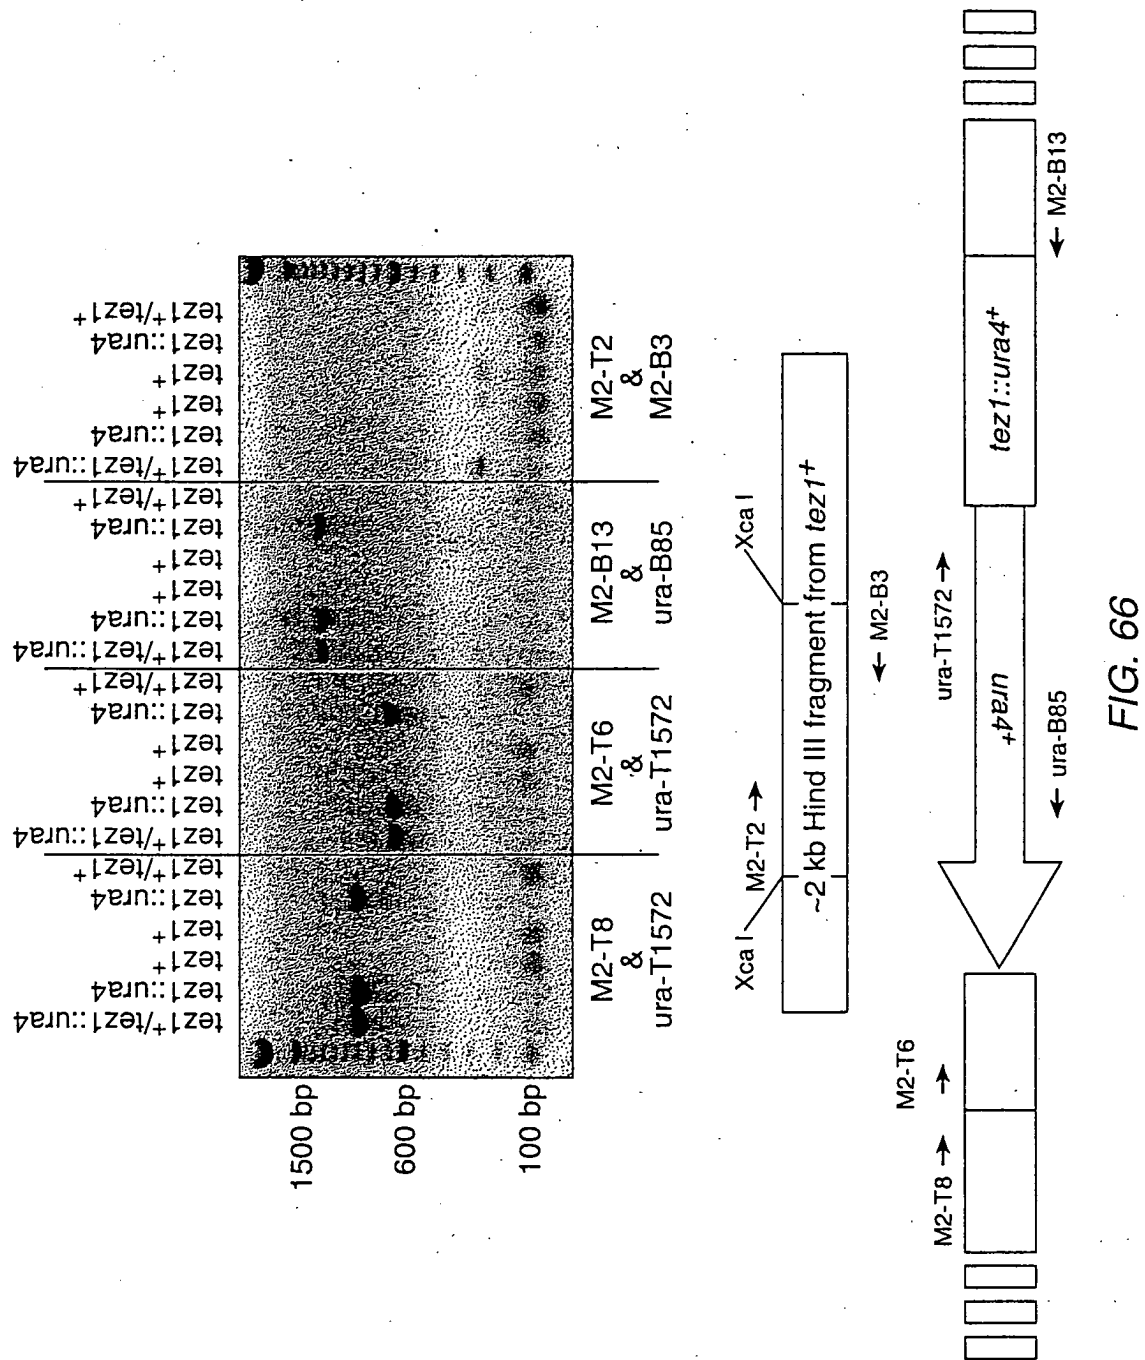 tez1⁺/tez1::ura4
tez1::ura4
tez1⁺
tez1⁺
tez1::ura4
tez1⁺/tez1⁺
tez1⁺/tez1::ura4
tez1::ura4
tez1⁺
tez1⁺
tez1::ura4
tez1⁺/tez1⁺
tez1⁺/tez1::ura4
tez1::ura4
tez1⁺
tez1⁺
tez1::ura4
tez1⁺/tez1⁺
tez1⁺/tez1::ura4
tez1::ura4
tez1⁺
tez1⁺
tez1::ura4
tez1⁺/tez1⁺
1500 bp
600 bp
100 bp
M2-T8
&
ura-T1572
M2-T6
&
ura-T1572
M2-B13
&
ura-B85
M2-T2
&
M2-B3
Xca I
M2-T2 →
Xca I
~2 kb Hind III fragment from tez1⁺
← M2-B3
M2-T8 →
M2-T6 →
ura-T1572 →
ura4⁺
tez1::ura4⁺
← ura-B85
← M2-B13
FIG. 66